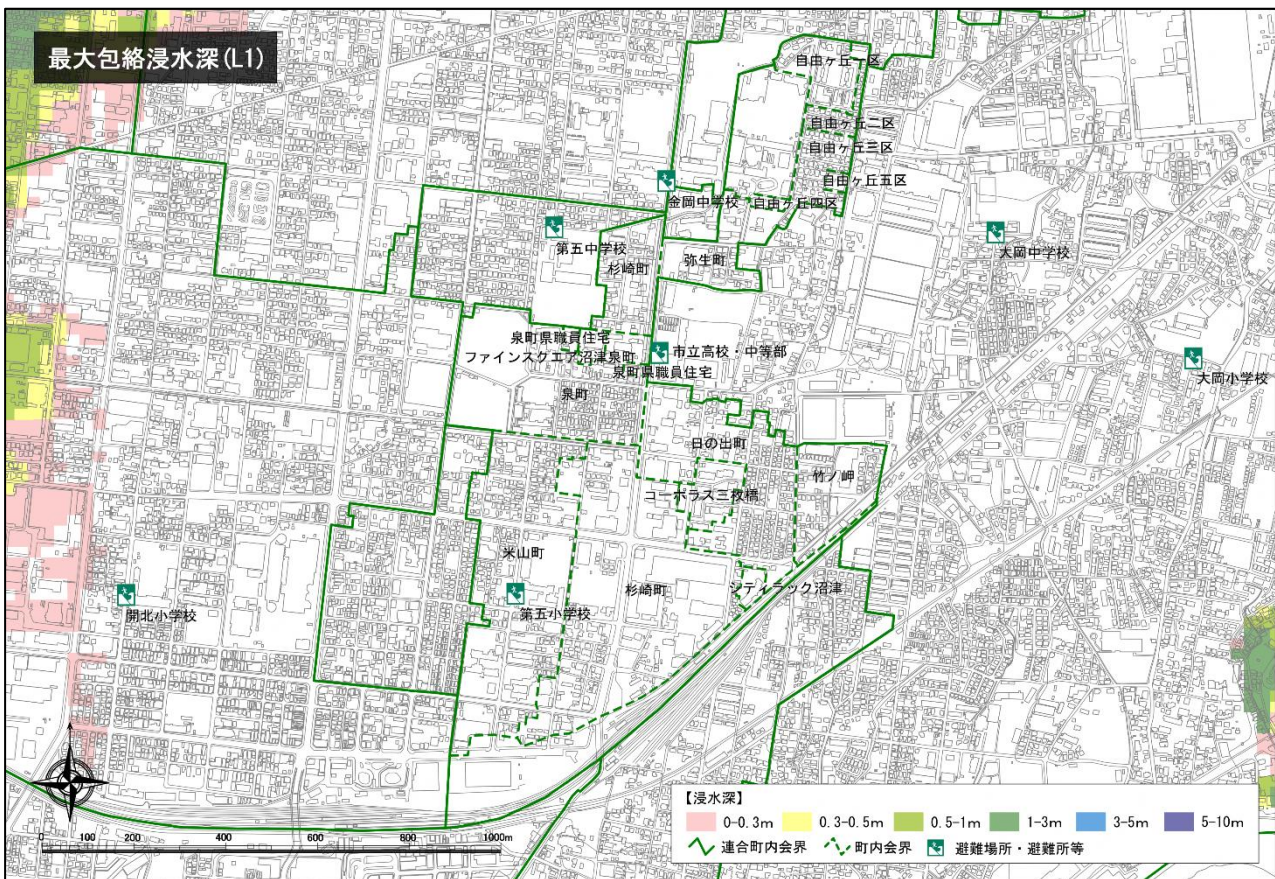 最大包絡浸水深(L1)
自由ヶ丘一区
自由ヶ丘二区
自由ヶ丘三区
自由ヶ丘五区
金岡中学校
自由ヶ丘四区
第五中学校
大岡中学校
弥生町
杉崎町
泉町県職員住宅
市立高校・中等部
ファインスクエア沼津泉町
泉町県職員住宅
大岡小学校
泉町
日の出町
竹ノ岬
コーポラス三枚橋
米山町
杉崎町
シティラック沼津
開北小学校
第五小学校
【浸水深】
0-0.3m 0.3-0.5m 0.5-1m 1-3m 3-5m 5-10m
連合町内会界 町内会界 避難場所・避難所等
0 100 200 400 600 800 1000m